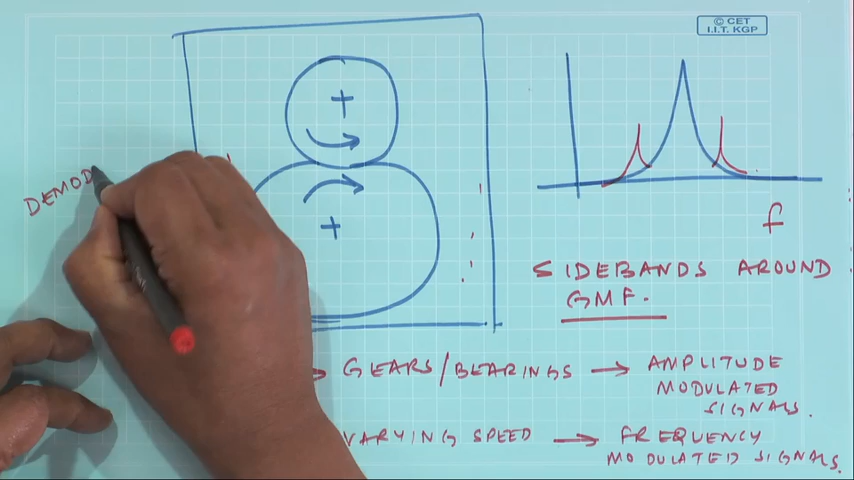 © CET
I.I.T. KGP
DEMOD
f
SIDEBANDS AROUND
GMF.
GEARS/BEARINGS → AMPLITUDE
MODULATED
SIGNALS.
VARYING SPEED → FREQUENCY
MODULATED SIGNALS.